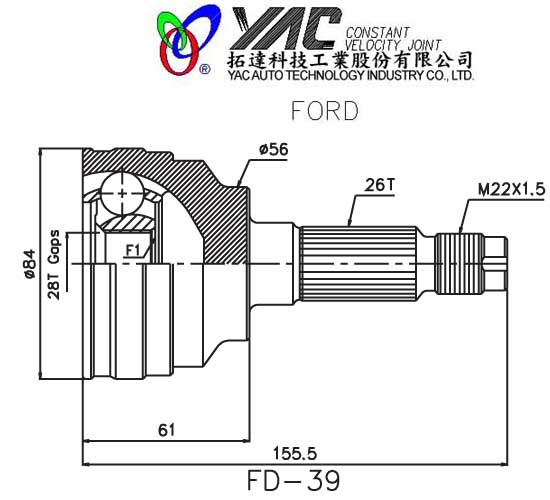 YAC CONSTANT
VELOCITY JOINT
拓達科技工業股份有限公司
® YAC AUTO TECHNOLOGY INDUSTRY CO., LTD.
FORD
ø56
26T
M22X1.5
ø84
28T Gaps
F1
61
155.5
FD-39